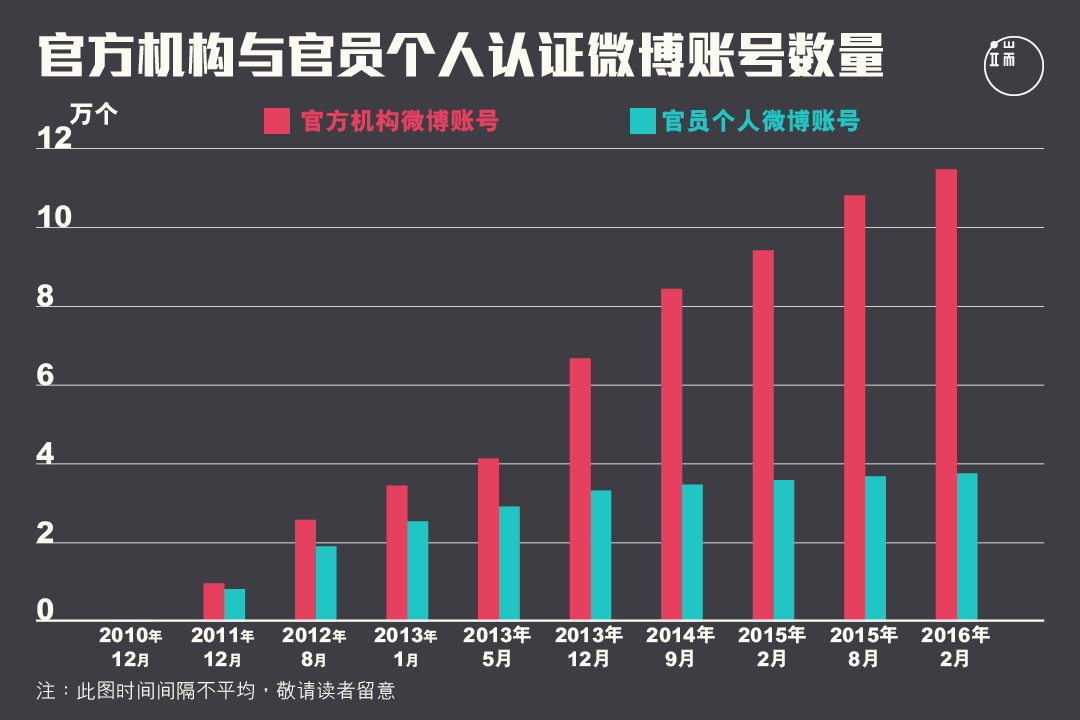 官方机构与官员个人认证微博账号数量
端
万个
官方机构微博账号
官员个人微博账号
12
10
8
6
4
2
0
2010年 2011年 2012年 2013年 2013年 2013年 2014年 2015年 2015年 2016年
12月 12月 8月 1月 5月 12月 9月 2月 8月 2月
注：此图时间间隔不平均，敬请读者留意